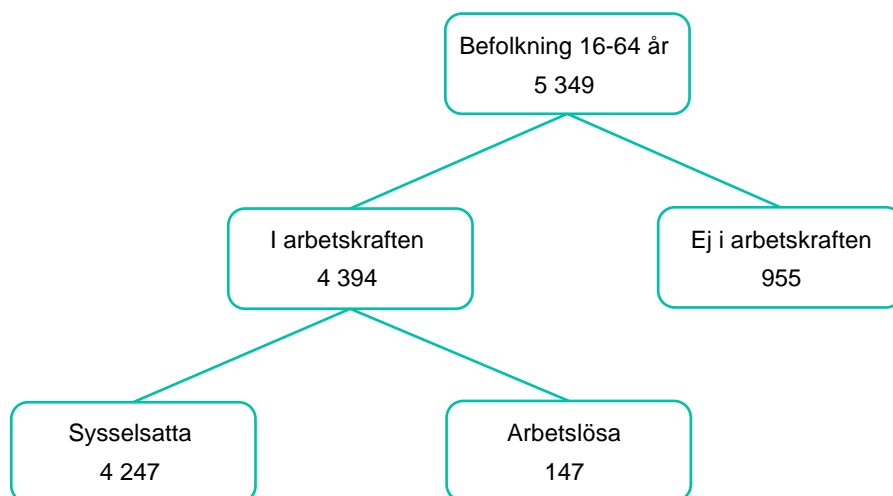 Befolkning 16-64 år
5 349
I arbetskraften
4 394
Ej i arbetskraften
955
Sysselsatta
4 247
Arbetslösa
147